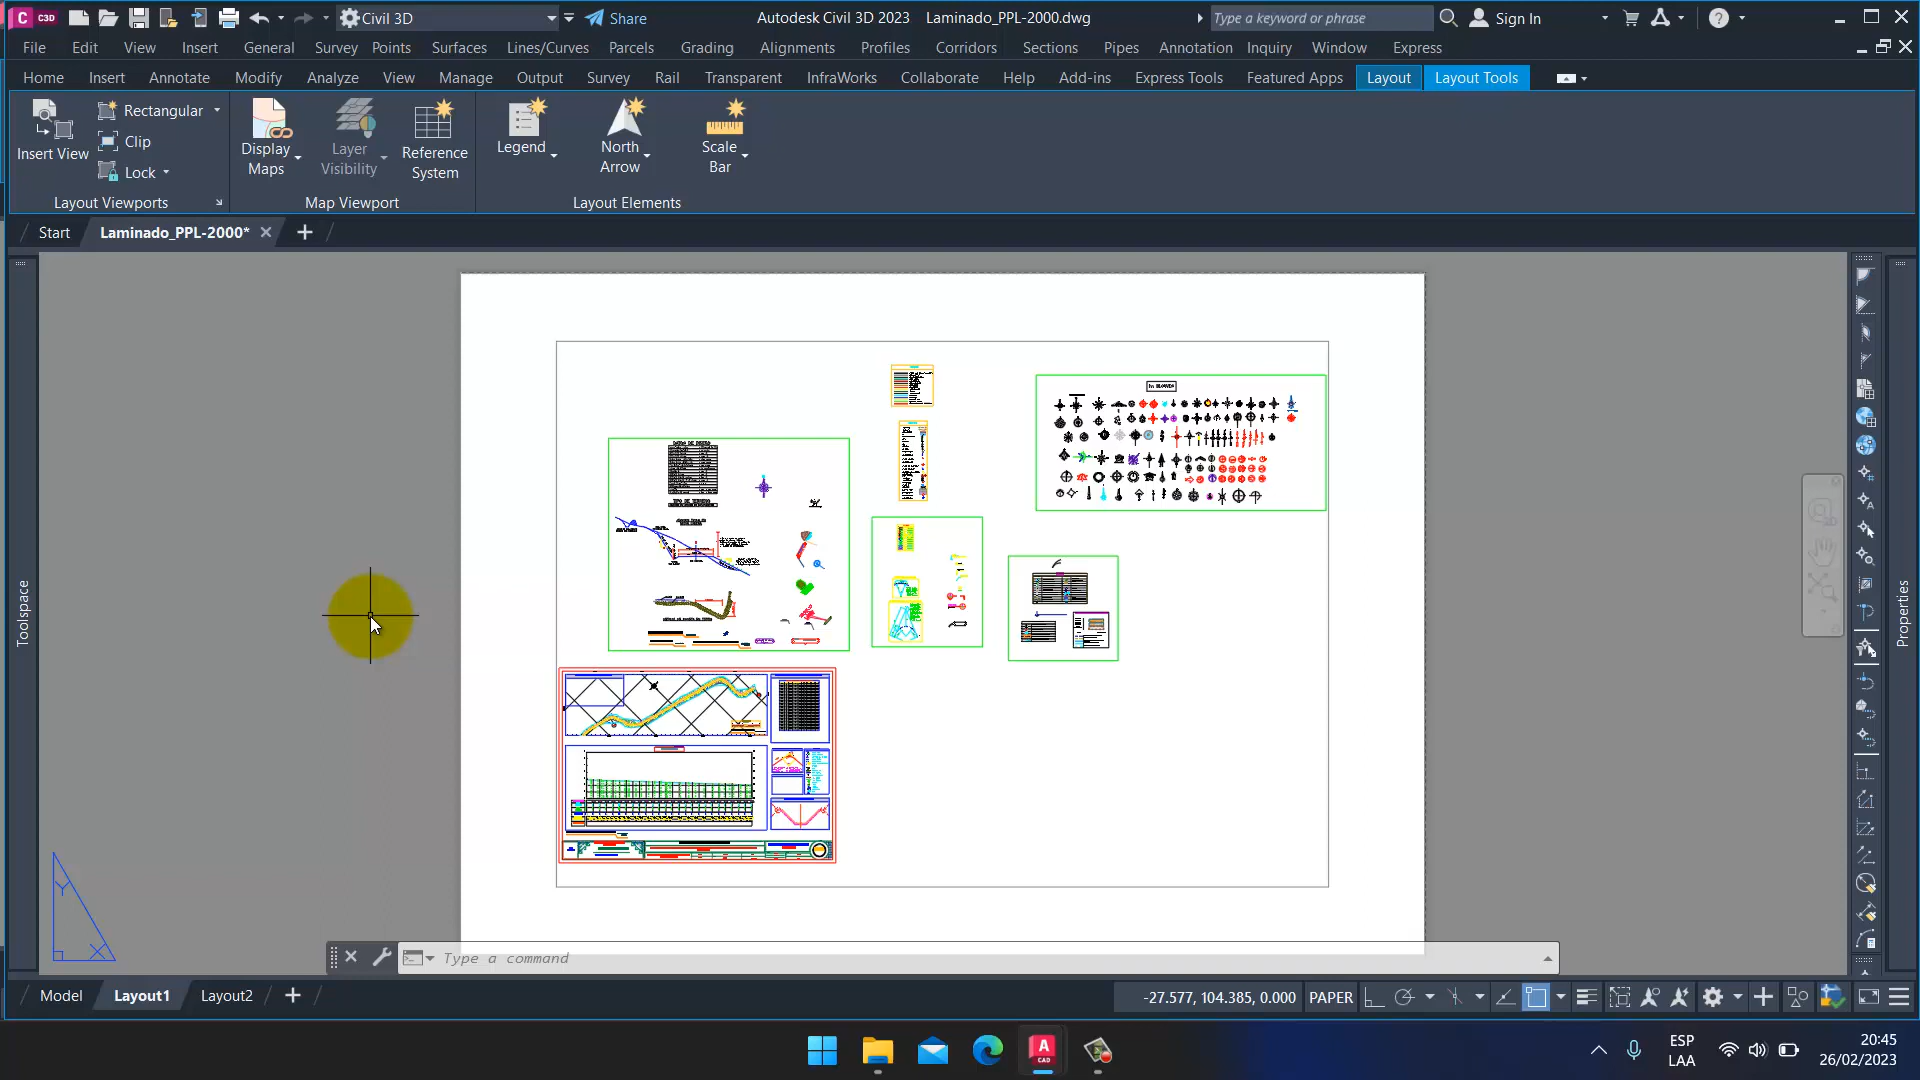 C3D Civil 3D Share Autodesk Civil 3D 2023 Laminado_PPL-2000.dwg Type a keyword or phrase Sign In
File Edit View Insert General Survey Points Surfaces Lines/Curves Parcels Grading Alignments Profiles Corridors Sections Pipes Annotation Inquiry Window Express
Home Insert Annotate Modify Analyze View Manage Output Survey Rail Transparent InfraWorks Collaborate Help Add-ins Express Tools Featured Apps Layout Layout Tools
Insert View
Rectangular
Clip
Lock
Layout Viewports
Display Maps
Layer Visibility
Reference System
Map Viewport
Legend
North Arrow
Scale Bar
Layout Elements
Start Laminado_PPL-2000*
Toolspace
Properties
Y
X
Type a command
Model Layout1 Layout2
-27.577, 104.385, 0.000 PAPER
A
CAD
ESP
LAA
20:45
26/02/2023